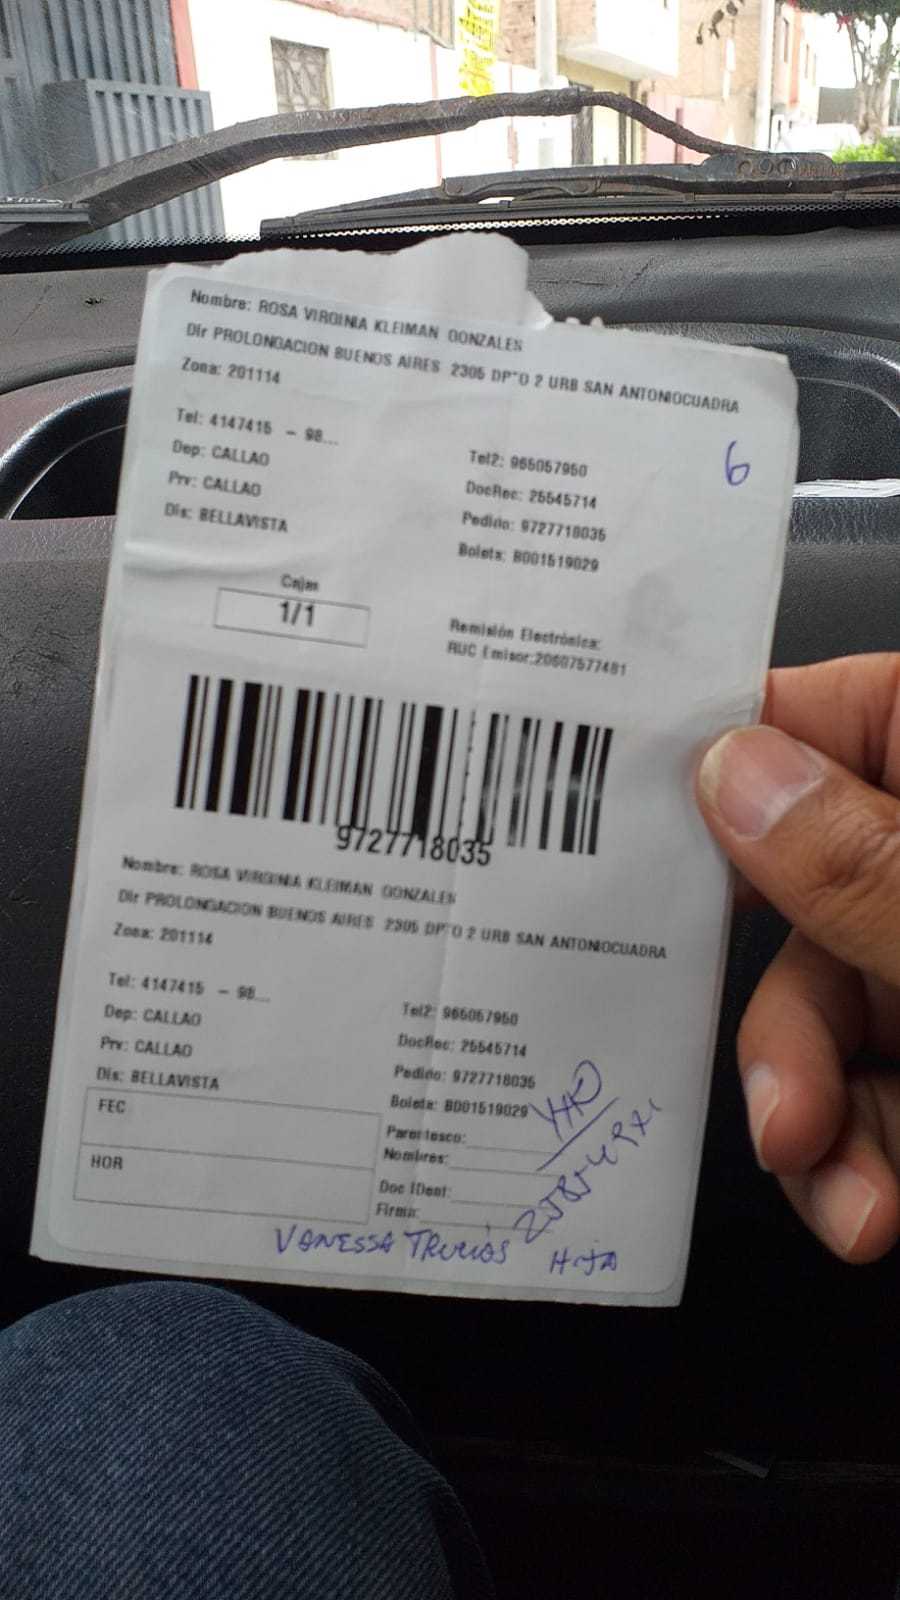 Nombre: ROSA VIRGINIA KLEIMAN GONZALES
Dir PROLONGACION BUENOS AIRES 2305 DPTO 2 URB SAN ANTONIOCUADRA
Zona: 201114
6
Tel: 4147415 - 98...
Tel2: 965057950
Dep: CALLAO
DocRec: 25545714
Prv: CALLAO
Pedido: 9727718035
Dis: BELLAVISTA
Boleta: B001519029
Cajas
1/1
Remisión Electrónica:
RUC Emisor:20607577481
9727718035
Nombre: ROSA VIRGINIA KLEIMAN GONZALES
Dir PROLONGACION BUENOS AIRES 2305 DPTO 2 URB SAN ANTONIOCUADRA
Zona: 201114
Tel: 4147415 - 98...
Tel2: 965057950
Dep: CALLAO
DocRec: 25545714
Prv: CALLAO
Pedido: 9727718035
Dis: BELLAVISTA
Boleta: B001519029
FEC
Parentesco:
Nombres:
HOR
Doc IDent:
Firma:
VANESSA TRUCIOS
HIJA